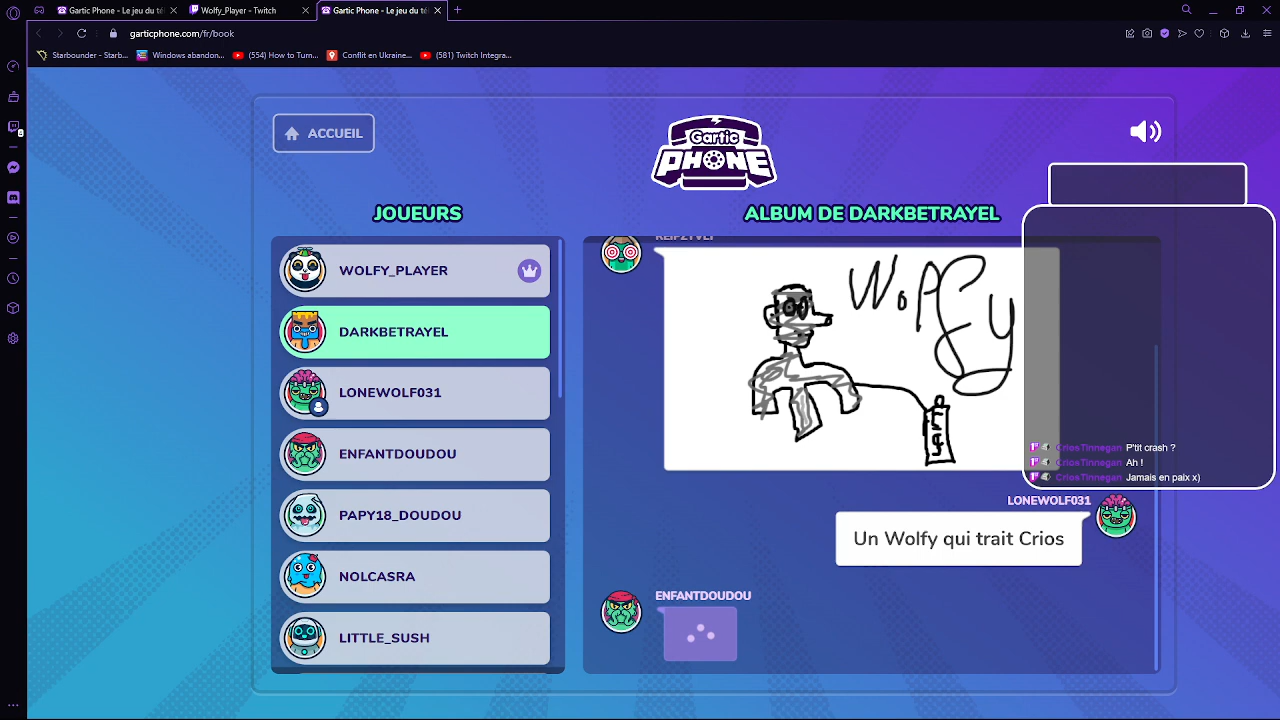 Gartic Phone - Le jeu du té
Wolfy_Player - Twitch
Gartic Phone - Le jeu du té
garticphone.com/fr/book
Starbounder - Starb...
Windows abandon...
(554) How to Turn...
Conflit en Ukraine...
(581) Twitch Integra...
ACCUEIL
Gartic
PHONE
JOUEURS
ALBUM DE DARKBETRAYEL
WOLFY_PLAYER
DARKBETRAYEL
LONEWOLF031
ENFANTDOUDOU
PAPY18_DOUDOU
NOLCASRA
LITTLE_SUSH
Wolfy
CriosTinnegan P'tit crash ?
CriosTinnegan Ah !
CriosTinnegan Jamais en paix x)
LONEWOLF031
Un Wolfy qui trait Crios
ENFANTDOUDOU